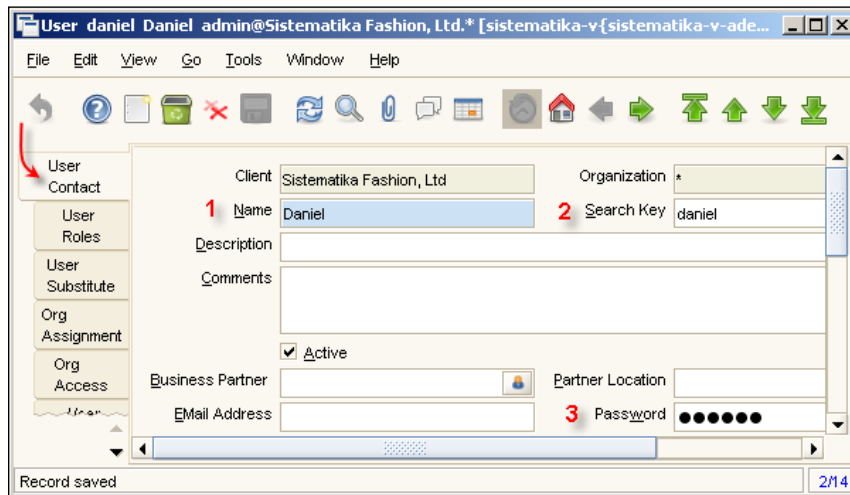 User daniel Daniel admin@Sistematika Fashion, Ltd.* [sistematika-v{sistematika-v-ade...
File Edit View Go Tools Window Help
User
Contact
User
Roles
User
Substitute
Org
Assignment
Org
Access
User
Client Sistematika Fashion, Ltd Organization *
1 Name Daniel 2 Search Key daniel
Description
Comments
Active
Business Partner Partner Location
EMail Address 3 Password ●●●●●●
Record saved 2/14